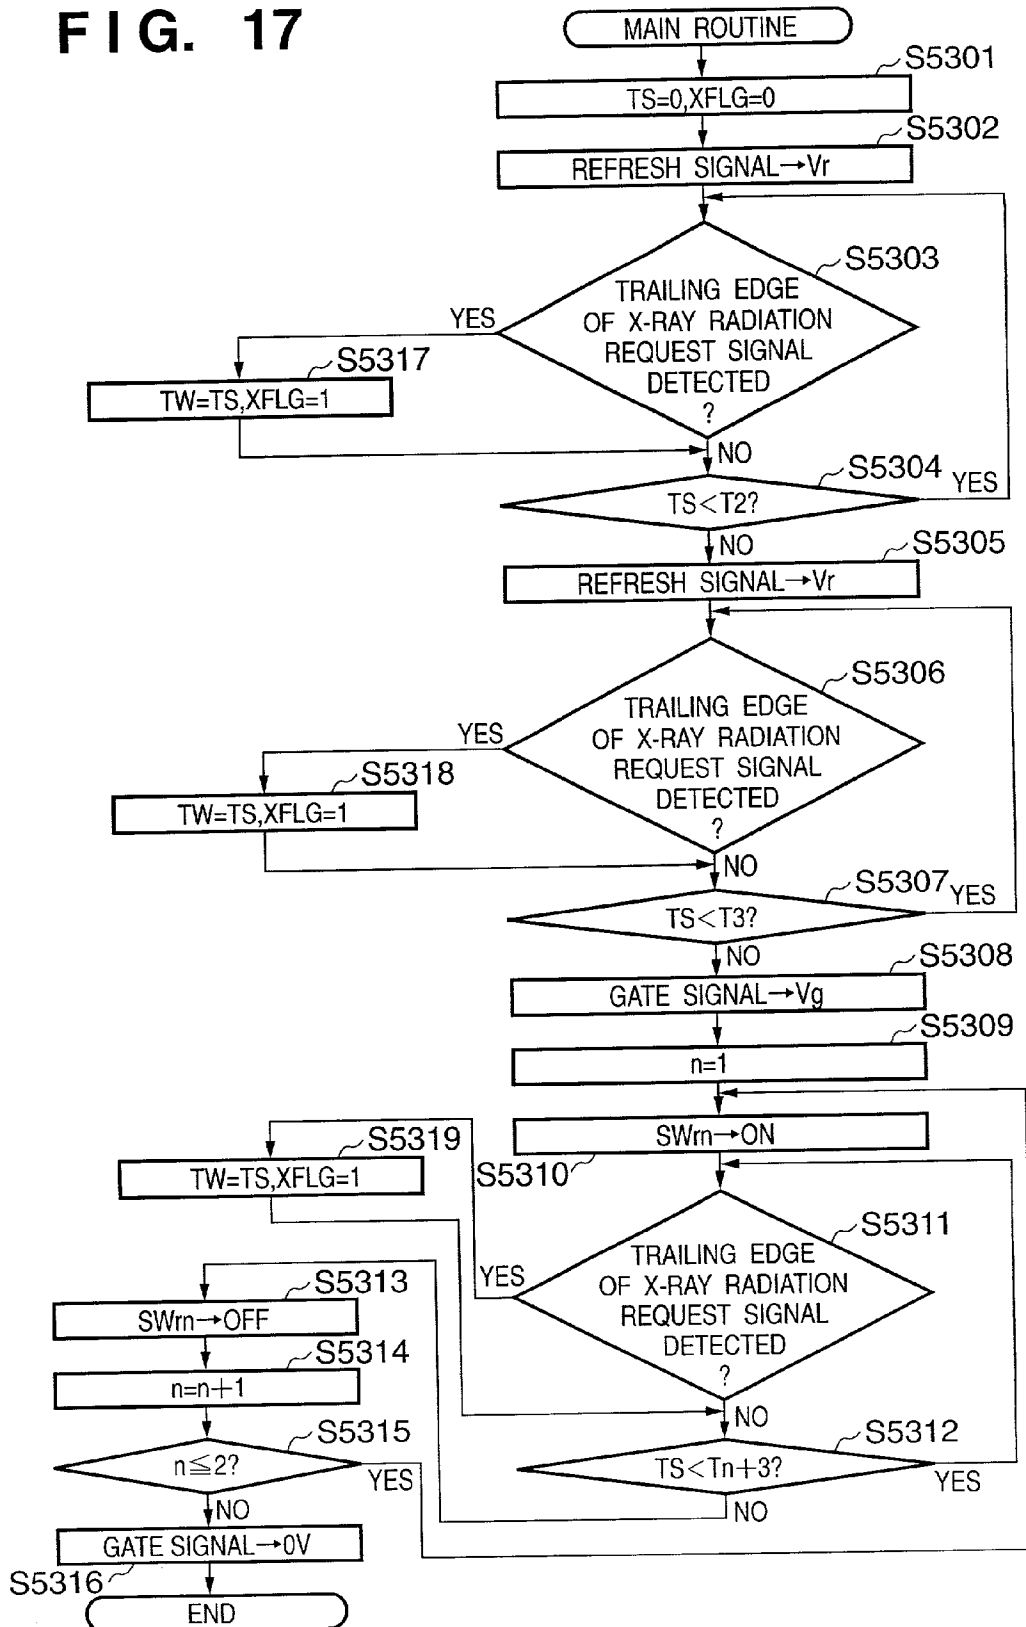 FIG. 17
MAIN ROUTINE
S5301
TS=0,XFLG=0
S5302
REFRESH SIGNAL→Vr
S5303
TRAILING EDGE
OF X-RAY RADIATION
REQUEST SIGNAL
DETECTED
?
YES
S5317
TW=TS,XFLG=1
NO
S5304
TS<T2?
YES
NO
S5305
REFRESH SIGNAL→Vr
S5306
TRAILING EDGE
OF X-RAY RADIATION
REQUEST SIGNAL
DETECTED
?
YES
S5318
TW=TS,XFLG=1
NO
S5307
TS<T3?
YES
NO
S5308
GATE SIGNAL→Vg
S5309
n=1
SWrn→ON
S5310
S5319
TW=TS,XFLG=1
S5311
TRAILING EDGE
OF X-RAY RADIATION
REQUEST SIGNAL
DETECTED
?
YES
NO
S5312
TS<Tn+3?
YES
NO
S5313
SWrn→OFF
S5314
n=n+1
S5315
n≦2?
YES
NO
GATE SIGNAL→0V
S5316
END